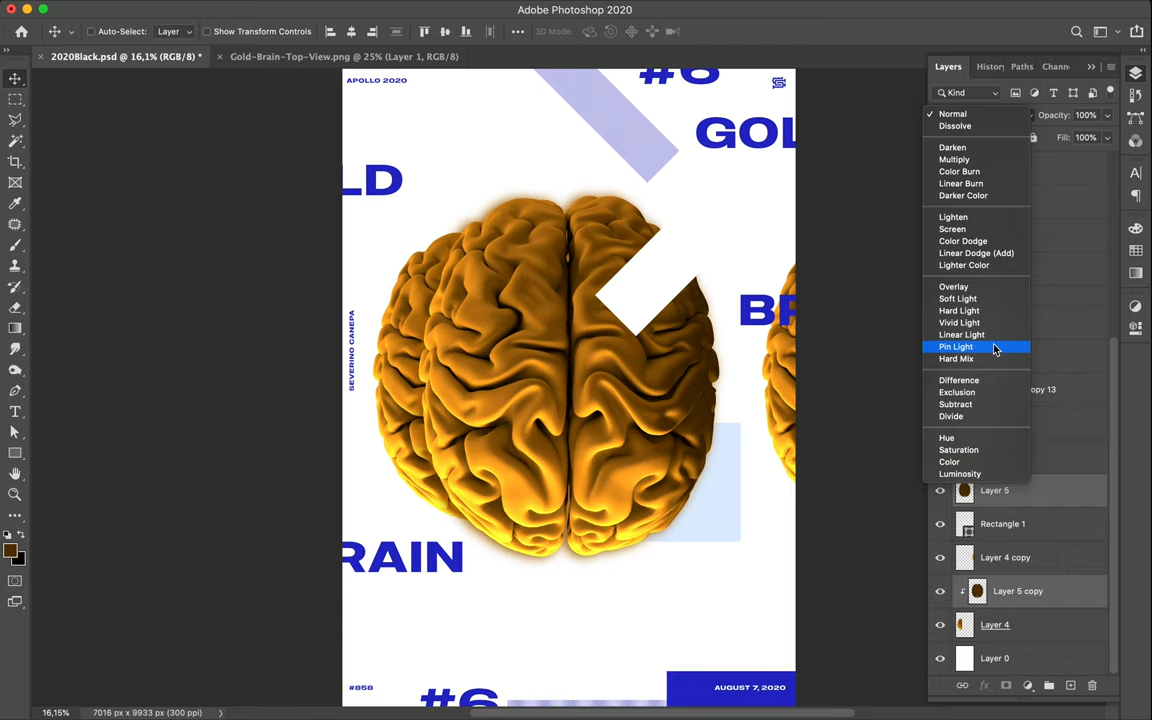 Adobe Photoshop 2020
Auto-Select:
Layer
Show Transform Controls
3D Mode:
2020Black.psd @ 16,1% (RGB/8) *
Gold-Brain-Top-View.png @ 25% (Layer 1, RGB/8)
Layers
History
Paths
Chann
Kind
Opacity:
100%
Fill:
100%
Normal
Dissolve
Darken
Multiply
Color Burn
Linear Burn
Darker Color
Lighten
Screen
Color Dodge
Linear Dodge (Add)
Lighter Color
Overlay
Soft Light
Hard Light
Vivid Light
Linear Light
Pin Light
Hard Mix
Difference
Exclusion
Subtract
Divide
Hue
Saturation
Color
Luminosity
opy 13
Layer 5
Rectangle 1
Layer 4 copy
Layer 5 copy
Layer 4
Layer 0
APOLLO 2020
#6
GOL
LD
SEVERINO CANEPA
BR
RAIN
#858
#6
AUGUST 7, 2020
16,15%
7016 px x 9933 px (300 ppi)